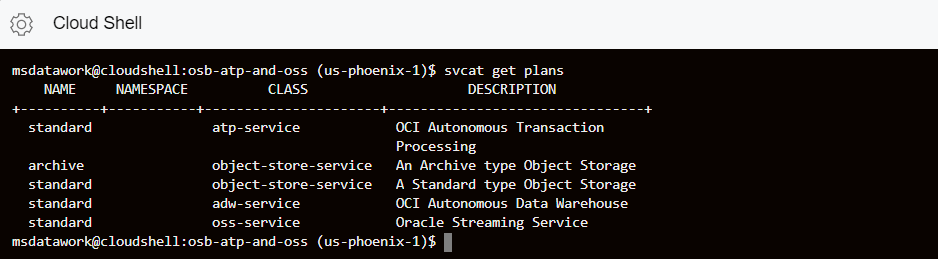 Cloud Shell
msdatawork@cloudshell:osb-atp-and-oss (us-phoenix-1)$ svcat get plans
NAME NAMESPACE CLASS DESCRIPTION
+----------+-----------+----------------------+--------------------------------+
standard atp-service OCI Autonomous Transaction
Processing
archive object-store-service An Archive type Object Storage
standard object-store-service A Standard type Object Storage
standard adw-service OCI Autonomous Data Warehouse
standard oss-service Oracle Streaming Service
msdatawork@cloudshell:osb-atp-and-oss (us-phoenix-1)$